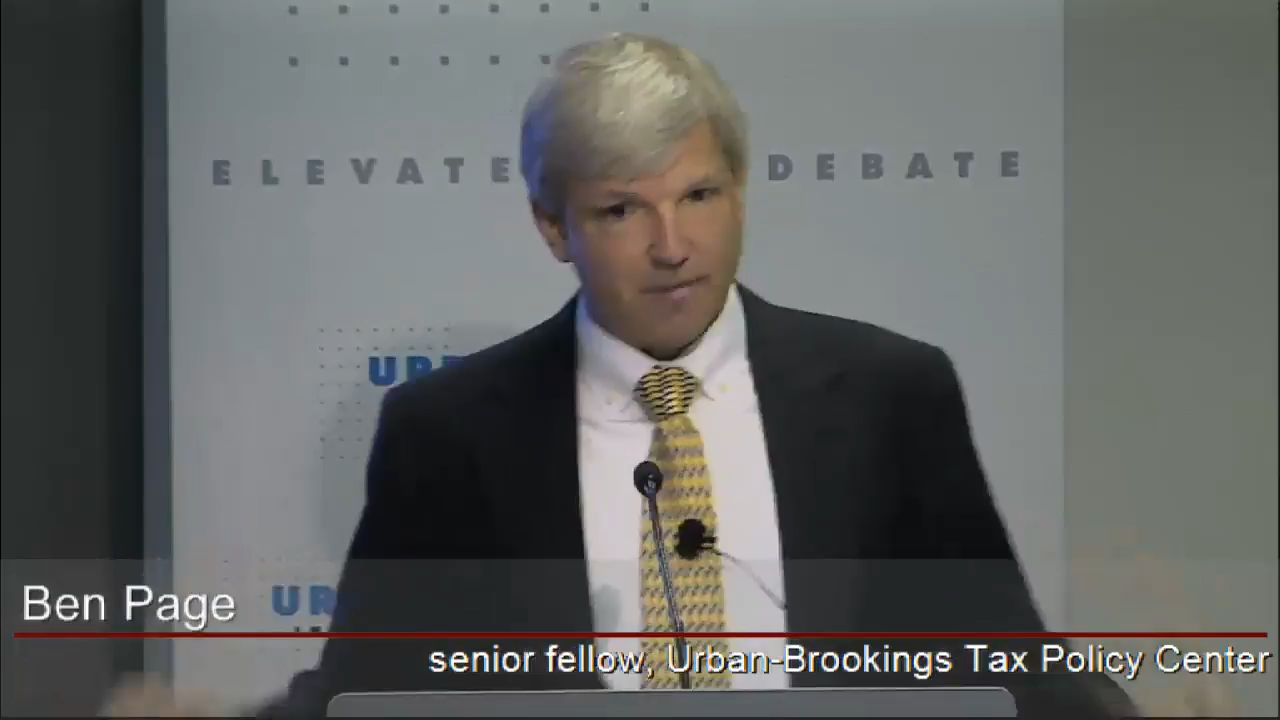 ELEVATE DEBATE
Ben Page
senior fellow, Urban-Brookings Tax Policy Center